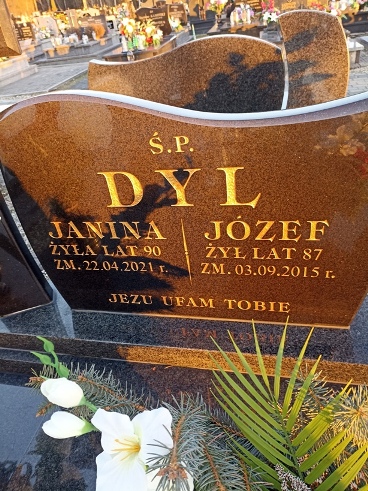 Ś.P.
DYL
JANINA
ŻYŁA LAT 90
ZM. 22.04.2021 r.
JÓZEF
ŻYŁ LAT 87
ZM. 03.09.2015 r.
JEZU UFAM TOBIE